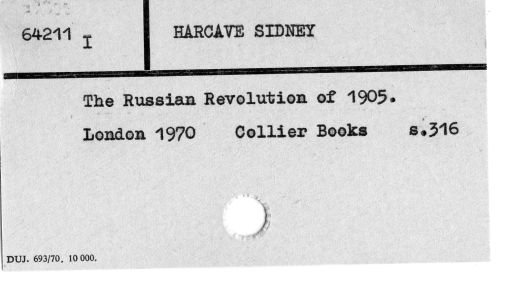 64211 I
HARCAVE SIDNEY
The Russian Revolution of 1905.
London 1970 Collier Books s.316
DUJ. 693/70, 10 000.